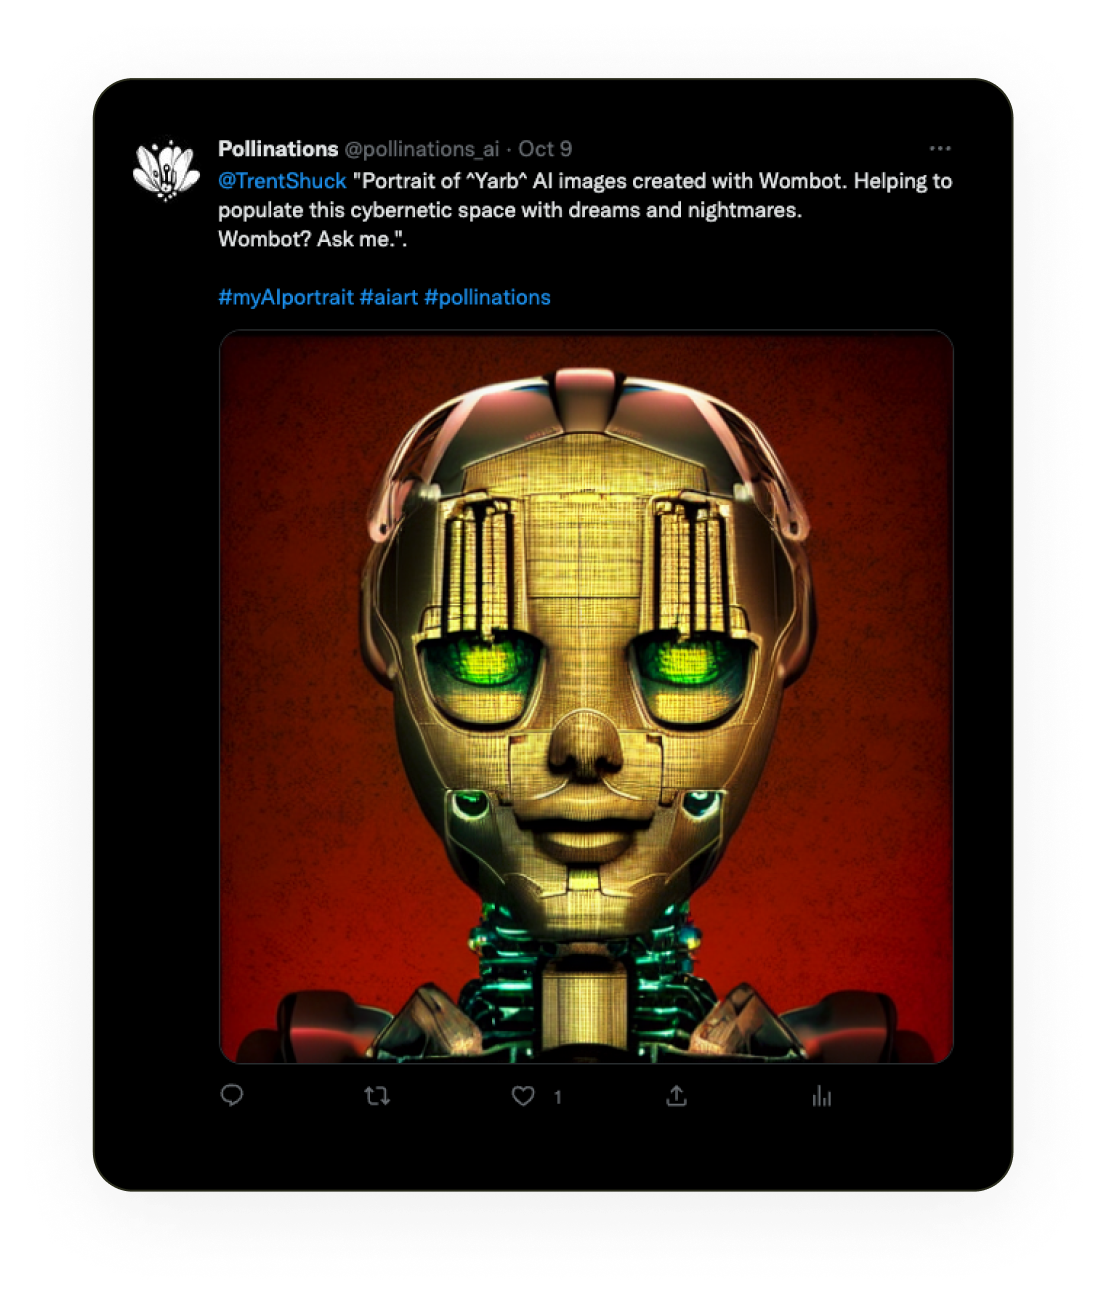 Pollinations @pollinations_ai · Oct 9
@TrentShuck "Portrait of ^Yarb^ AI images created with Wombot. Helping to
populate this cybernetic space with dreams and nightmares.
Wombot? Ask me.".
#myAIportrait #aiart #pollinations
1